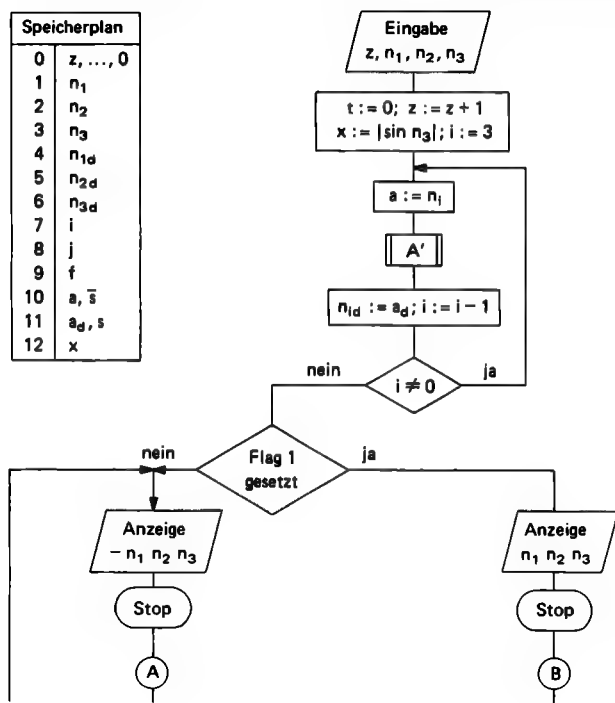 Speicherplan
0 z, ..., 0
1 n₁
2 n₂
3 n₃
4 n₁d
5 n₂d
6 n₃d
7 i
8 j
9 f
10 a, s̅
11 a_d, s
12 x
Eingabe
z, n₁, n₂, n₃
t := 0; z := z + 1
x := |sin n₃|; i := 3
a := nᵢ
A'
n_id := a_d; i := i − 1
nein
i ≠ 0
ja
nein
Flag 1
gesetzt
ja
Anzeige
− n₁ n₂ n₃
Anzeige
n₁ n₂ n₃
Stop
Stop
A
B